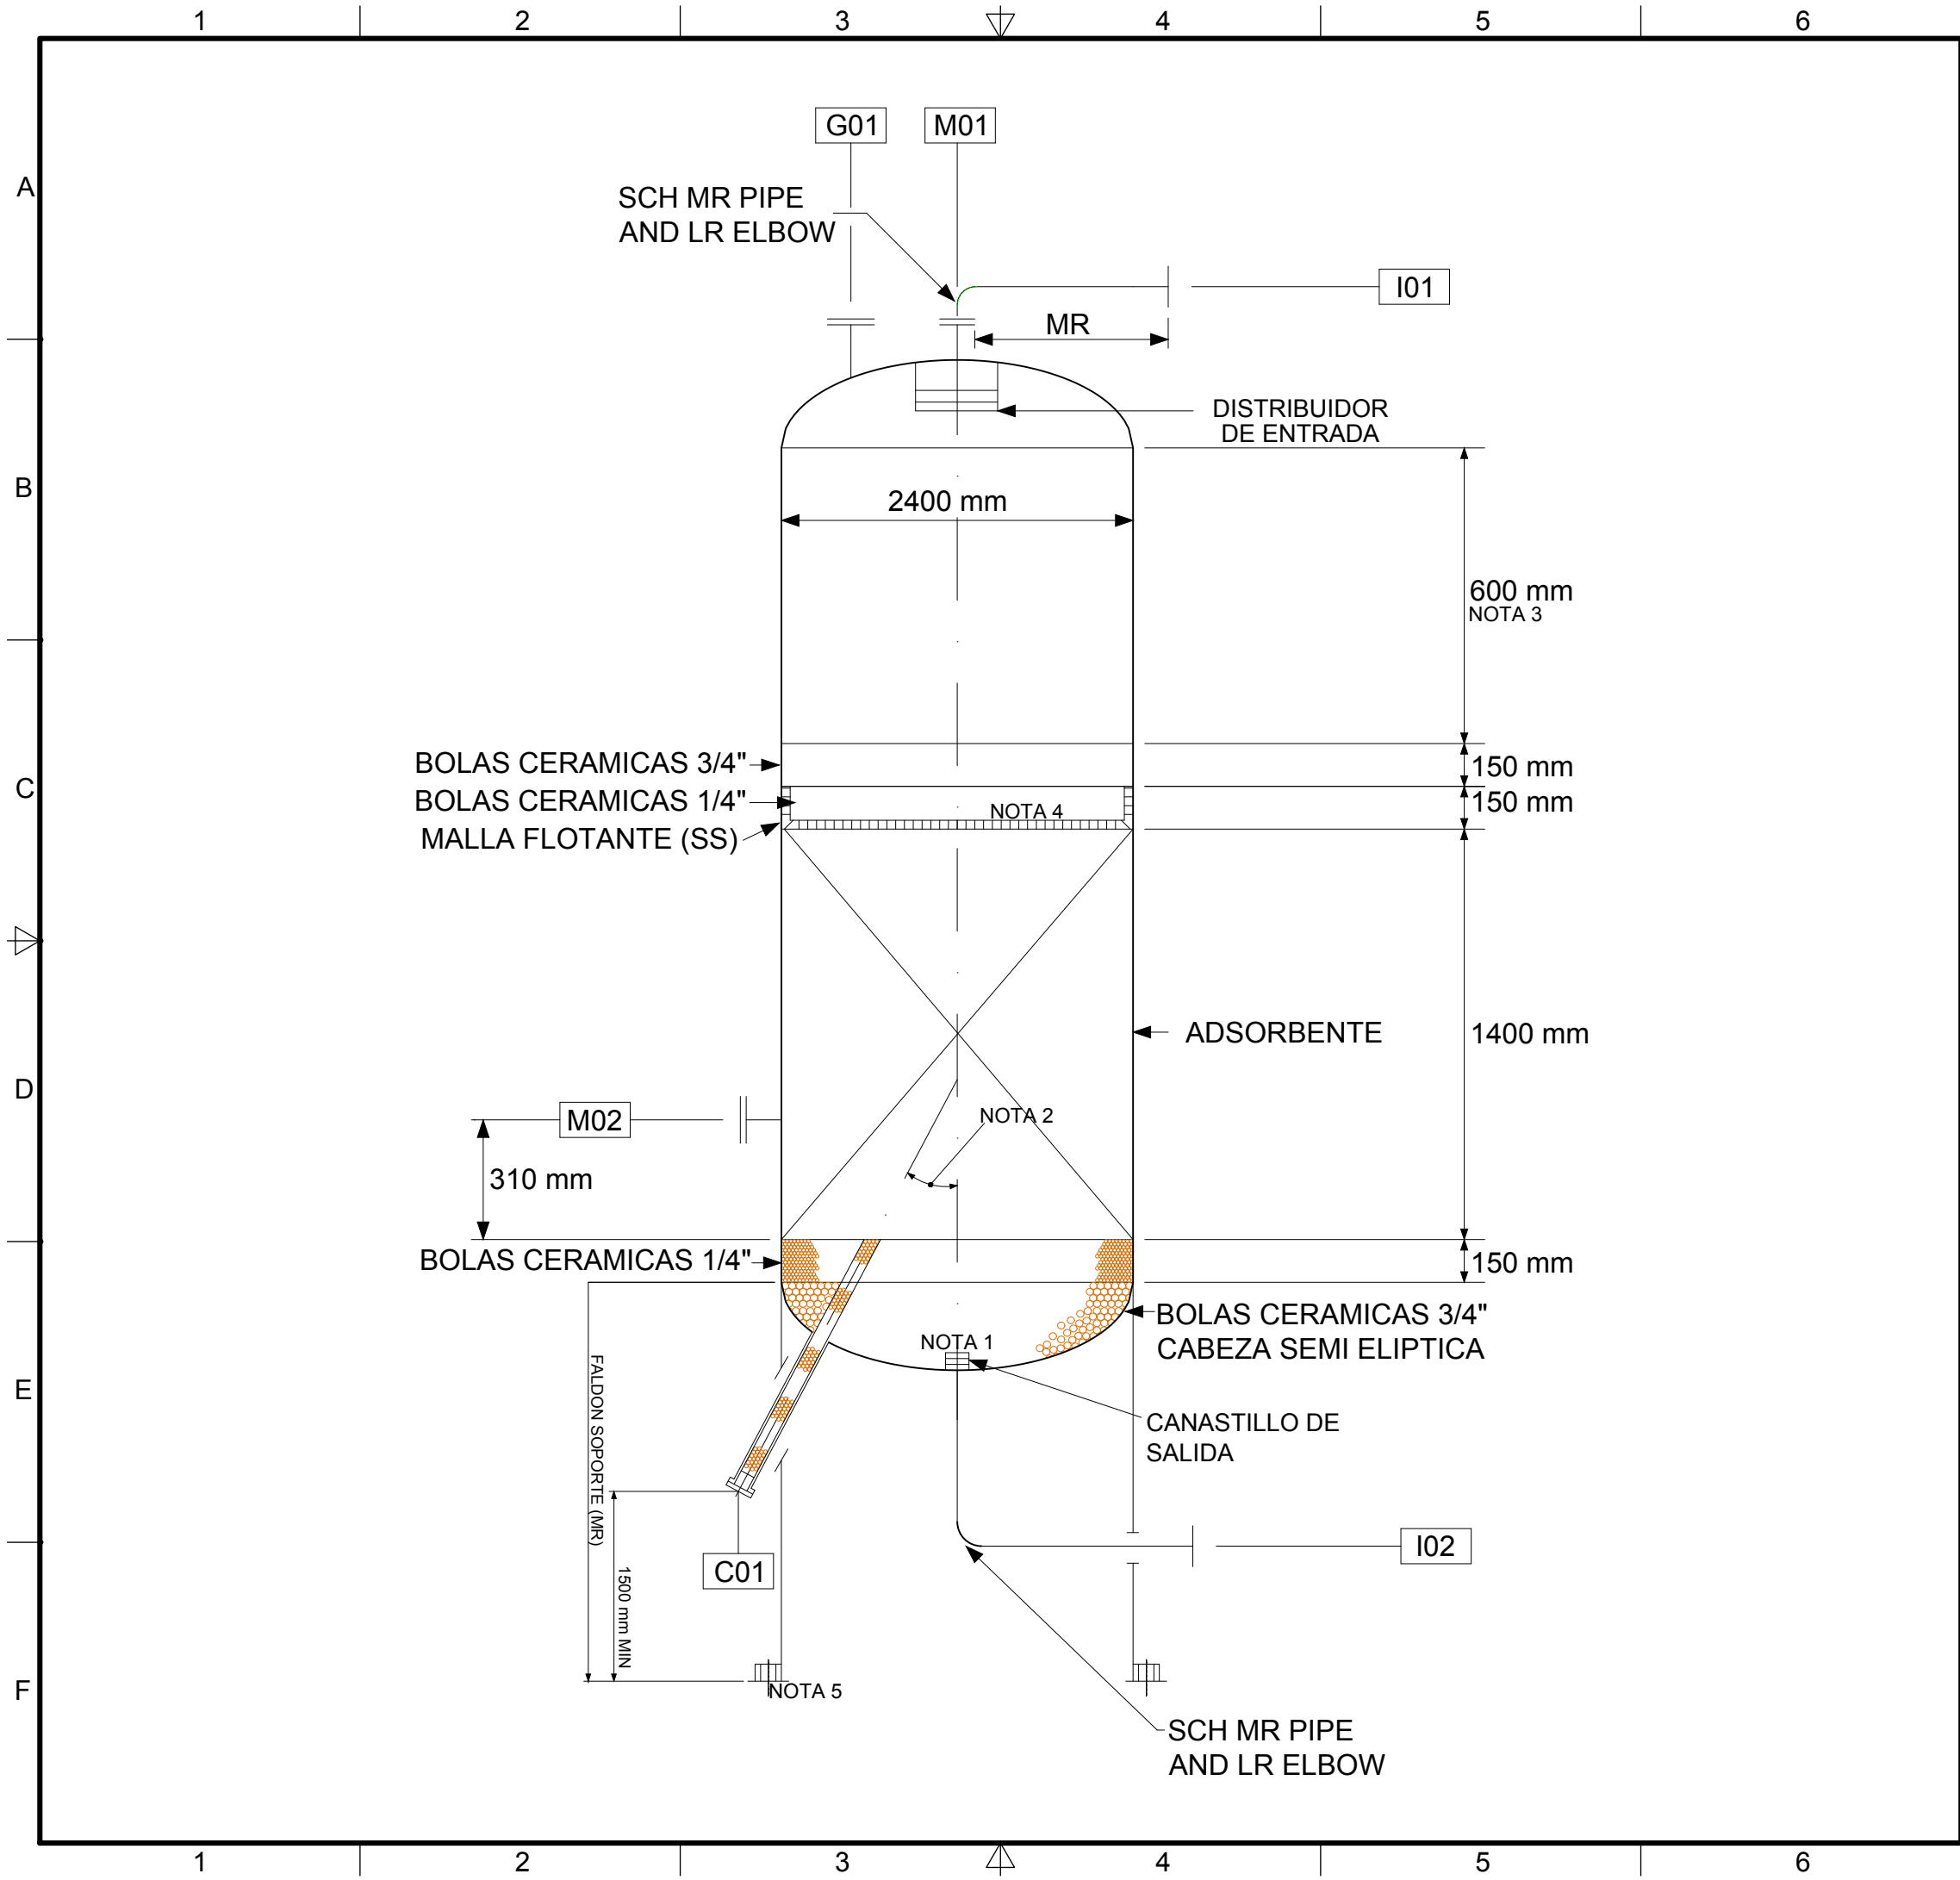 1 2 3 4 5 6
A
G01 M01
SCH MR PIPE
AND LR ELBOW
I01
MR
DISTRIBUIDOR
DE ENTRADA
B
2400 mm
600 mm
NOTA 3
BOLAS CERAMICAS 3/4"
150 mm
C
BOLAS CERAMICAS 1/4"
150 mm
NOTA 4
MALLA FLOTANTE (SS)
ADSORBENTE
1400 mm
D
M02
NOTA 2
310 mm
BOLAS CERAMICAS 1/4"
150 mm
BOLAS CERAMICAS 3/4"
CABEZA SEMI ELIPTICA
NOTA 1
E
FALDON SOPORTE (MR)
CANASTILLO DE
SALIDA
I02
C01
1500 mm MIN
F
NOTA 5
SCH MR PIPE
AND LR ELBOW
1 2 3 4 5 6